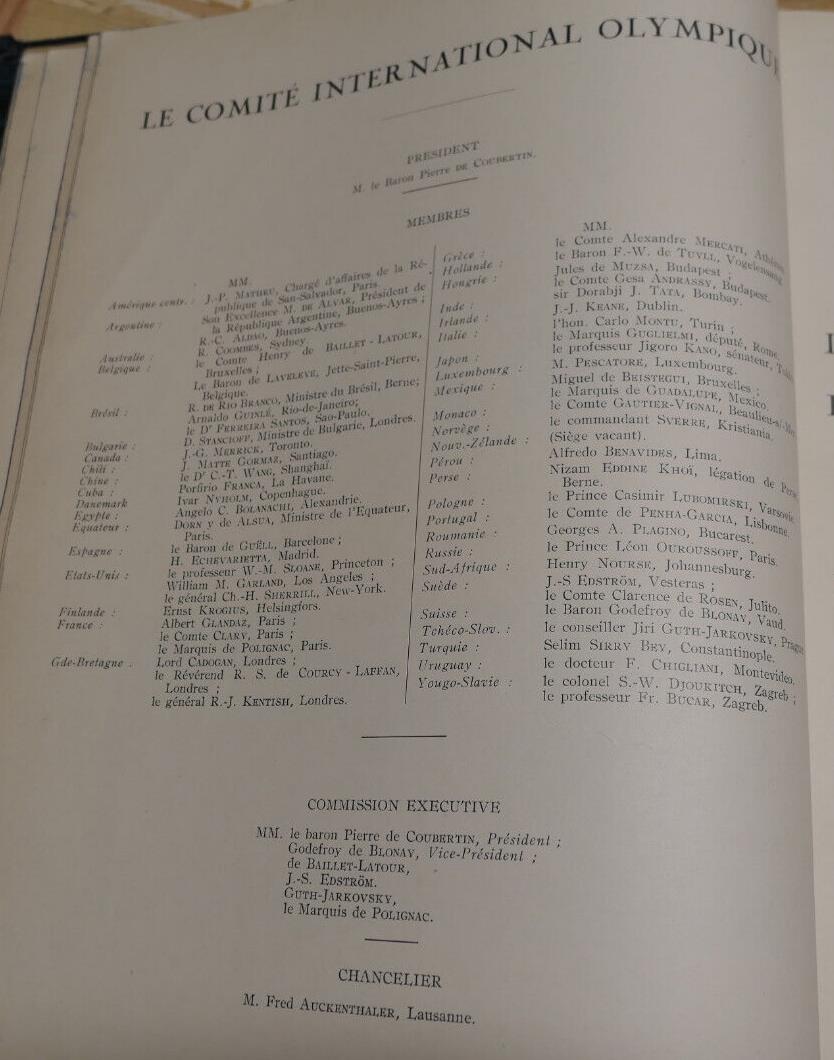 LE COMITÉ INTERNATIONAL OLYMPIQU
PRESIDENT
M. le Baron Pierre DE COUBERTIN.
MEMBRES
MM.
Amérique centr. : J.-P. MATHEU, Chargé d'affaires de la Ré-
publique de San-Salvador, Paris.
Argentine : Son Excellence M. DE ALVAR, Président de
la République Argentine, Buenos-Ayres ;
R.-C. ALDAO, Buenos-Ayres.
Australie : R. COOMBES, Sydney.
Belgique : le Comte Henry de BAILLET-LATOUR,
Bruxelles ;
Le Baron de LAVELEYE, Jette-Saint-Pierre,
Belgique.
Brésil : R. DE RIO BRANCO, Ministre du Brésil, Berne;
Arnaldo GUINLÉ, Rio-de-Janeiro;
le Dr FERREIRA SANTOS, Sao-Paulo.
Bulgarie : D. STANCIOFF, Ministre de Bulgarie, Londres.
Canada : J.-G. MERRICK, Toronto.
Chili : J. MATTE GORMAZ, Santiago.
Chine : le Dr C.-T. WANG, Shanghaï.
Cuba : Porfirio FRANCA, La Havane.
Danemark Ivar NYHOLM, Copenhague.
Egypte : Angelo C. BOLANACHI, Alexandrie.
Equateur : DORN y DE ALSUA, Ministre de l'Equateur,
Paris.
Espagne : le Baron de GUËLL, Barcelone ;
H. ECHEVARIETTA, Madrid.
Etats-Unis : le professeur W.-M. SLOANE, Princeton ;
William M. GARLAND, Los Angeles ;
le général Ch.-H. SHERRILL, New-York.
Finlande : Ernst KROGIUS, Helsingfors.
France : Albert GLANDAZ, Paris ;
le Comte CLARY, Paris ;
le Marquis de POLIGNAC, Paris.
Gde-Bretagne : Lord CADOGAN, Londres ;
le Révérend R. S. de COURCY-LAFFAN,
Londres ;
le général R.-J. KENTISH, Londres.
MM.
Grèce : le Comte Alexandre MERCATI, Athènes
Hollande : le Baron F.-W. de TUYLL, Vogelensang
Hongrie : Jules de MUZSA, Budapest ;
le Comte Gesa ANDRASSY, Budapest.
Inde : sir Dorabji J. TATA, Bombay.
Irlande : J.-J. KEANE, Dublin.
Italie : l'hon. Carlo MONTU, Turin ;
le Marquis GUGLIELMI, député, Rome.
Japon : le professeur Jigoro KANO, sénateur,
Luxembourg : M. PESCATORE, Luxembourg.
Mexique : Miguel de BEISTEGUI, Bruxelles ;
le Marquis de GUADALUPE, Mexico.
Monaco : le Comte GAUTIER-VIGNAL, Beaulieu-s/-Mer
Norvège : le commandant SVERRE, Kristiania.
Nouv.-Zélande : (Siège vacant).
Pérou : Alfredo BENAVIDES, Lima.
Perse : Nizam EDDINE KHOÏ, légation de Perse
Berne.
Pologne : le Prince Casimir LUBOMIRSKI, Varsovie
Portugal : le Comte de PENHA-GARCIA, Lisbonne.
Roumanie : Georges A. PLAGINO, Bucarest.
Russie : le Prince Léon OUROUSSOFF, Paris.
Sud-Afrique : Henry NOURSE, Johannesburg.
Suède : J.-S EDSTRÖM, Vesteras ;
le Comte Clarence de ROSEN, Julito.
Suisse : le Baron Godefroy de BLONAY, Vaud.
Tchéco-Slov. : le conseiller Jiri GUTH-JARKOVSKY, Prague
Turquie : Selim SIRRY BEY, Constantinople.
Uruguay : le docteur F. CHIGLIANI, Montevideo.
Yougo-Slavie : le colonel S.-W. DJOUKITCH, Zagreb ;
le professeur Fr. BUCAR, Zagreb.
COMMISSION EXECUTIVE
MM. le baron Pierre de COUBERTIN, Président ;
Godefroy de BLONAY, Vice-Président ;
de BAILLET-LATOUR,
J.-S. EDSTRÖM.
GUTH-JARKOVSKY,
le Marquis de POLIGNAC.
CHANCELIER
M. Fred AUCKENTHALER, Lausanne.